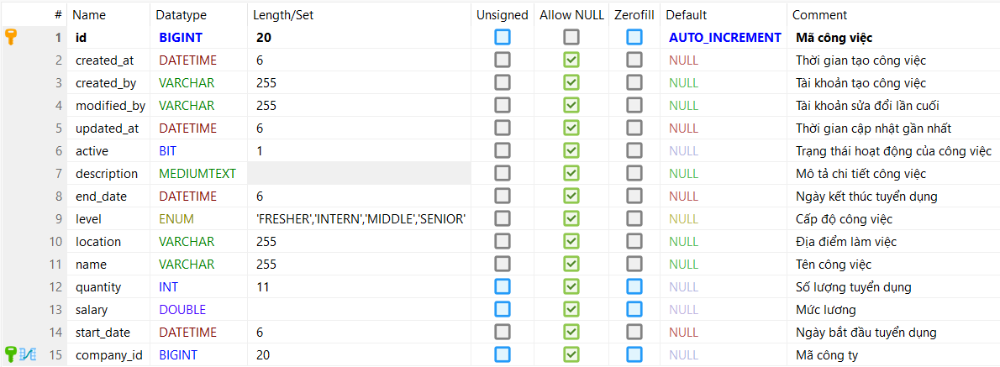 # Name Datatype Length/Set Unsigned Allow NULL Zerofill Default Comment
1 id BIGINT 20 AUTO_INCREMENT Mã công việc
2 created_at DATETIME 6 NULL Thời gian tạo công việc
3 created_by VARCHAR 255 NULL Tài khoản tạo công việc
4 modified_by VARCHAR 255 NULL Tài khoản sửa đổi lần cuối
5 updated_at DATETIME 6 NULL Thời gian cập nhật gần nhất
6 active BIT 1 NULL Trạng thái hoạt động của công việc
7 description MEDIUMTEXT NULL Mô tả chi tiết công việc
8 end_date DATETIME 6 NULL Ngày kết thúc tuyển dụng
9 level ENUM 'FRESHER','INTERN','MIDDLE','SENIOR' NULL Cấp độ công việc
10 location VARCHAR 255 NULL Địa điểm làm việc
11 name VARCHAR 255 NULL Tên công việc
12 quantity INT 11 NULL Số lượng tuyển dụng
13 salary DOUBLE NULL Mức lương
14 start_date DATETIME 6 NULL Ngày bắt đầu tuyển dụng
15 company_id BIGINT 20 NULL Mã công ty